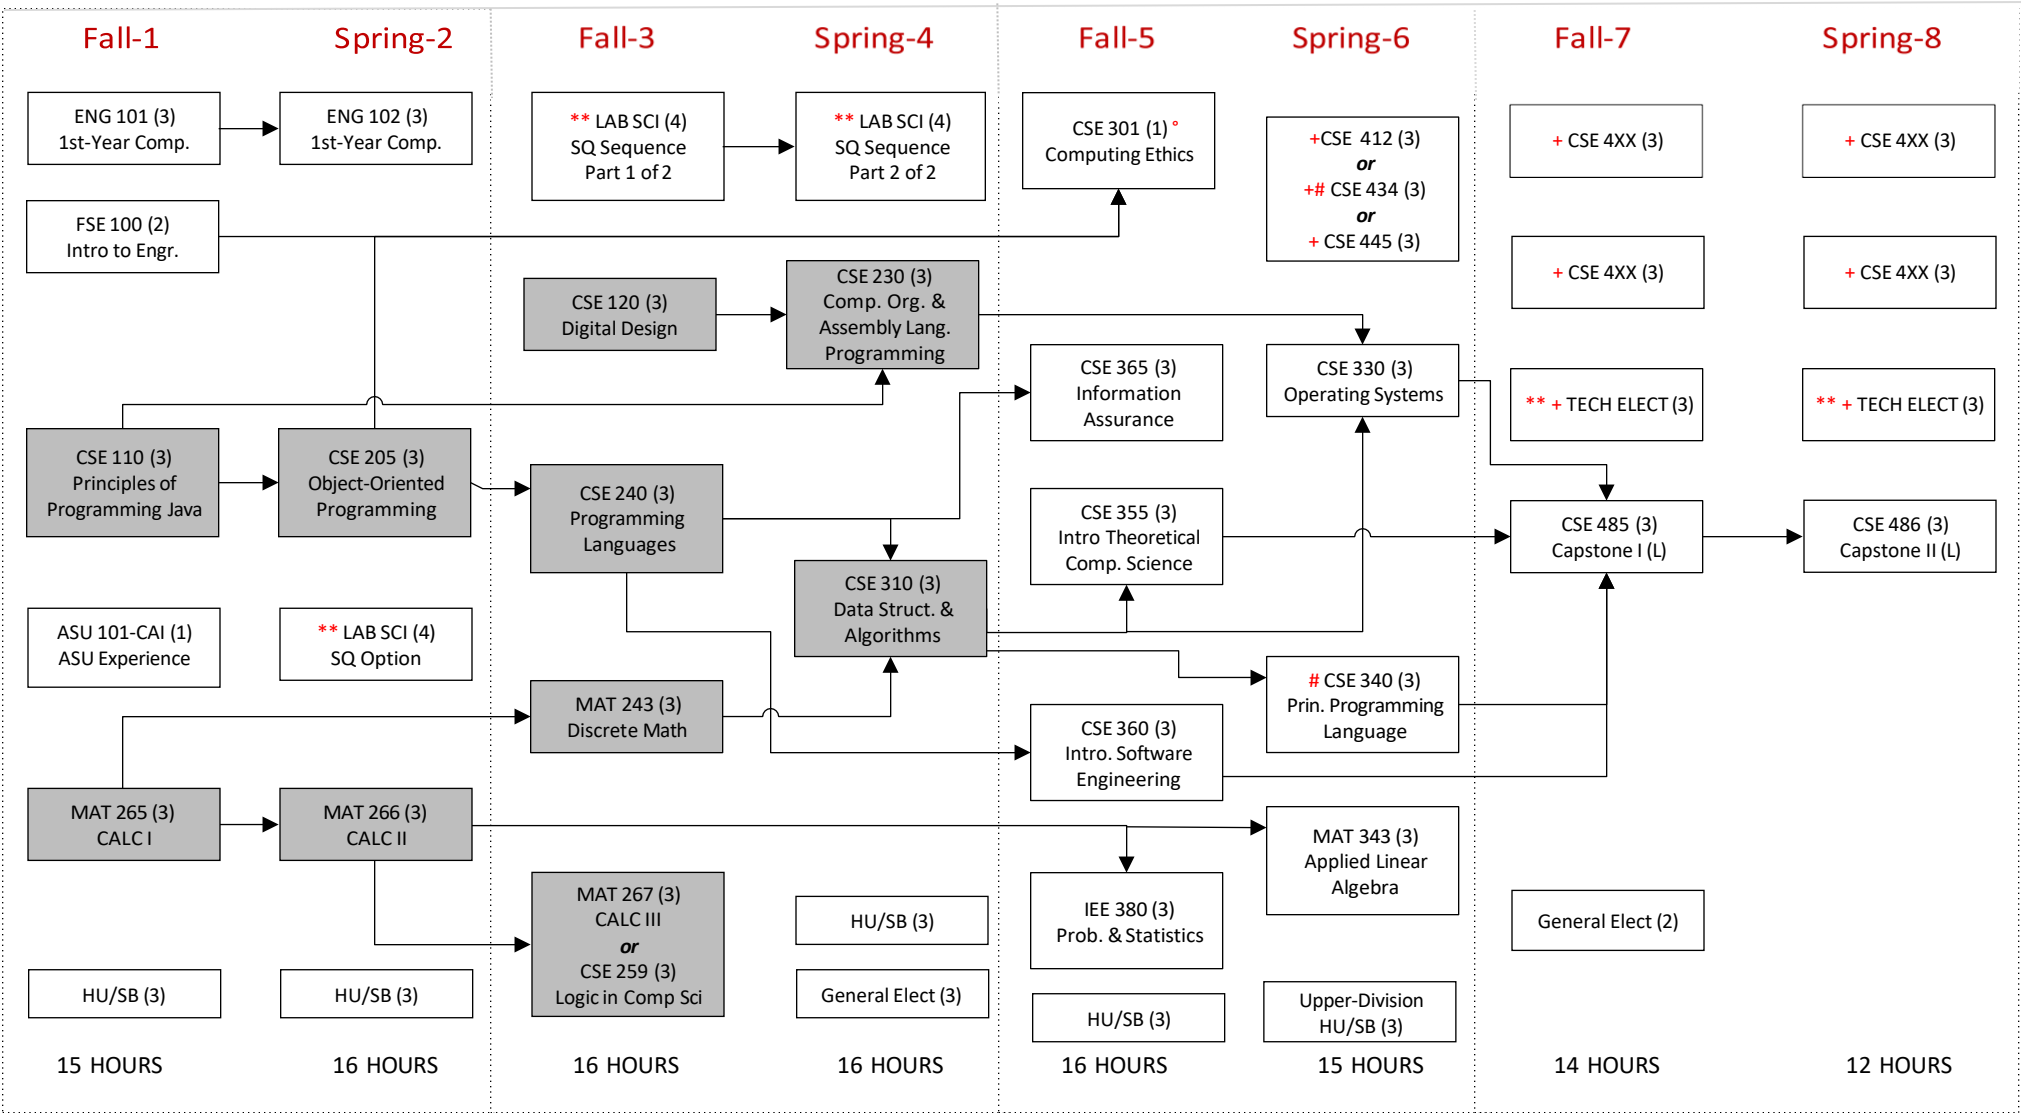 Fall-1
Spring-2
Fall-3
Spring-4
Fall-5
Spring-6
Fall-7
Spring-8
ENG 101 (3)
1st-Year Comp.
FSE 100 (2)
Intro to Engr.
CSE 110 (3)
Principles of
Programming Java
ASU 101-CAI (1)
ASU Experience
MAT 265 (3)
CALC I
HU/SB (3)
15 HOURS
ENG 102 (3)
1st-Year Comp.
CSE 205 (3)
Object-Oriented
Programming
** LAB SCI (4)
SQ Option
MAT 266 (3)
CALC II
HU/SB (3)
16 HOURS
** LAB SCI (4)
SQ Sequence
Part 1 of 2
CSE 120 (3)
Digital Design
CSE 240 (3)
Programming
Languages
MAT 243 (3)
Discrete Math
MAT 267 (3)
CALC III
or
CSE 259 (3)
Logic in Comp Sci
16 HOURS
** LAB SCI (4)
SQ Sequence
Part 2 of 2
CSE 230 (3)
Comp. Org. &
Assembly Lang.
Programming
CSE 310 (3)
Data Struct. &
Algorithms
HU/SB (3)
General Elect (3)
16 HOURS
CSE 301 (1) °
Computing Ethics
CSE 365 (3)
Information
Assurance
CSE 355 (3)
Intro Theoretical
Comp. Science
CSE 360 (3)
Intro. Software
Engineering
IEE 380 (3)
Prob. & Statistics
HU/SB (3)
16 HOURS
+CSE 412 (3)
or
+# CSE 434 (3)
or
+ CSE 445 (3)
CSE 330 (3)
Operating Systems
# CSE 340 (3)
Prin. Programming
Language
MAT 343 (3)
Applied Linear
Algebra
Upper-Division
HU/SB (3)
15 HOURS
+ CSE 4XX (3)
+ CSE 4XX (3)
** + TECH ELECT (3)
CSE 485 (3)
Capstone I (L)
General Elect (2)
14 HOURS
+ CSE 4XX (3)
+ CSE 4XX (3)
** + TECH ELECT (3)
CSE 486 (3)
Capstone II (L)
12 HOURS